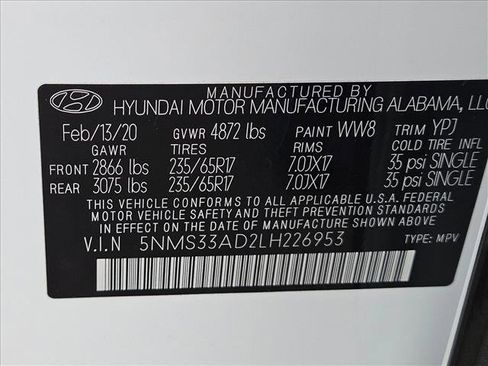 MANUFACTURED BY
HYUNDAI MOTOR MANUFACTURING ALABAMA, LLC
Feb/13/20 GVWR 4872 lbs PAINT WW8 TRIM YPJ
GAWR TIRES RIMS COLD TIRE INFL
FRONT 2866 lbs 235/65R17 7.0JX17 35 psi SINGLE
REAR 3075 lbs 235/65R17 7.0JX17 35 psi SINGLE
THIS VEHICLE CONFORMS TO ALL APPLICABLE U.S.A. FEDERAL
MOTOR VEHICLE SAFETY AND THEFT PREVENTION STANDARDS
IN EFFECT ON THE DATE OF MANUFACTURE SHOWN ABOVE.
V.I.N 5NMS33AD2LH226953 TYPE: MPV